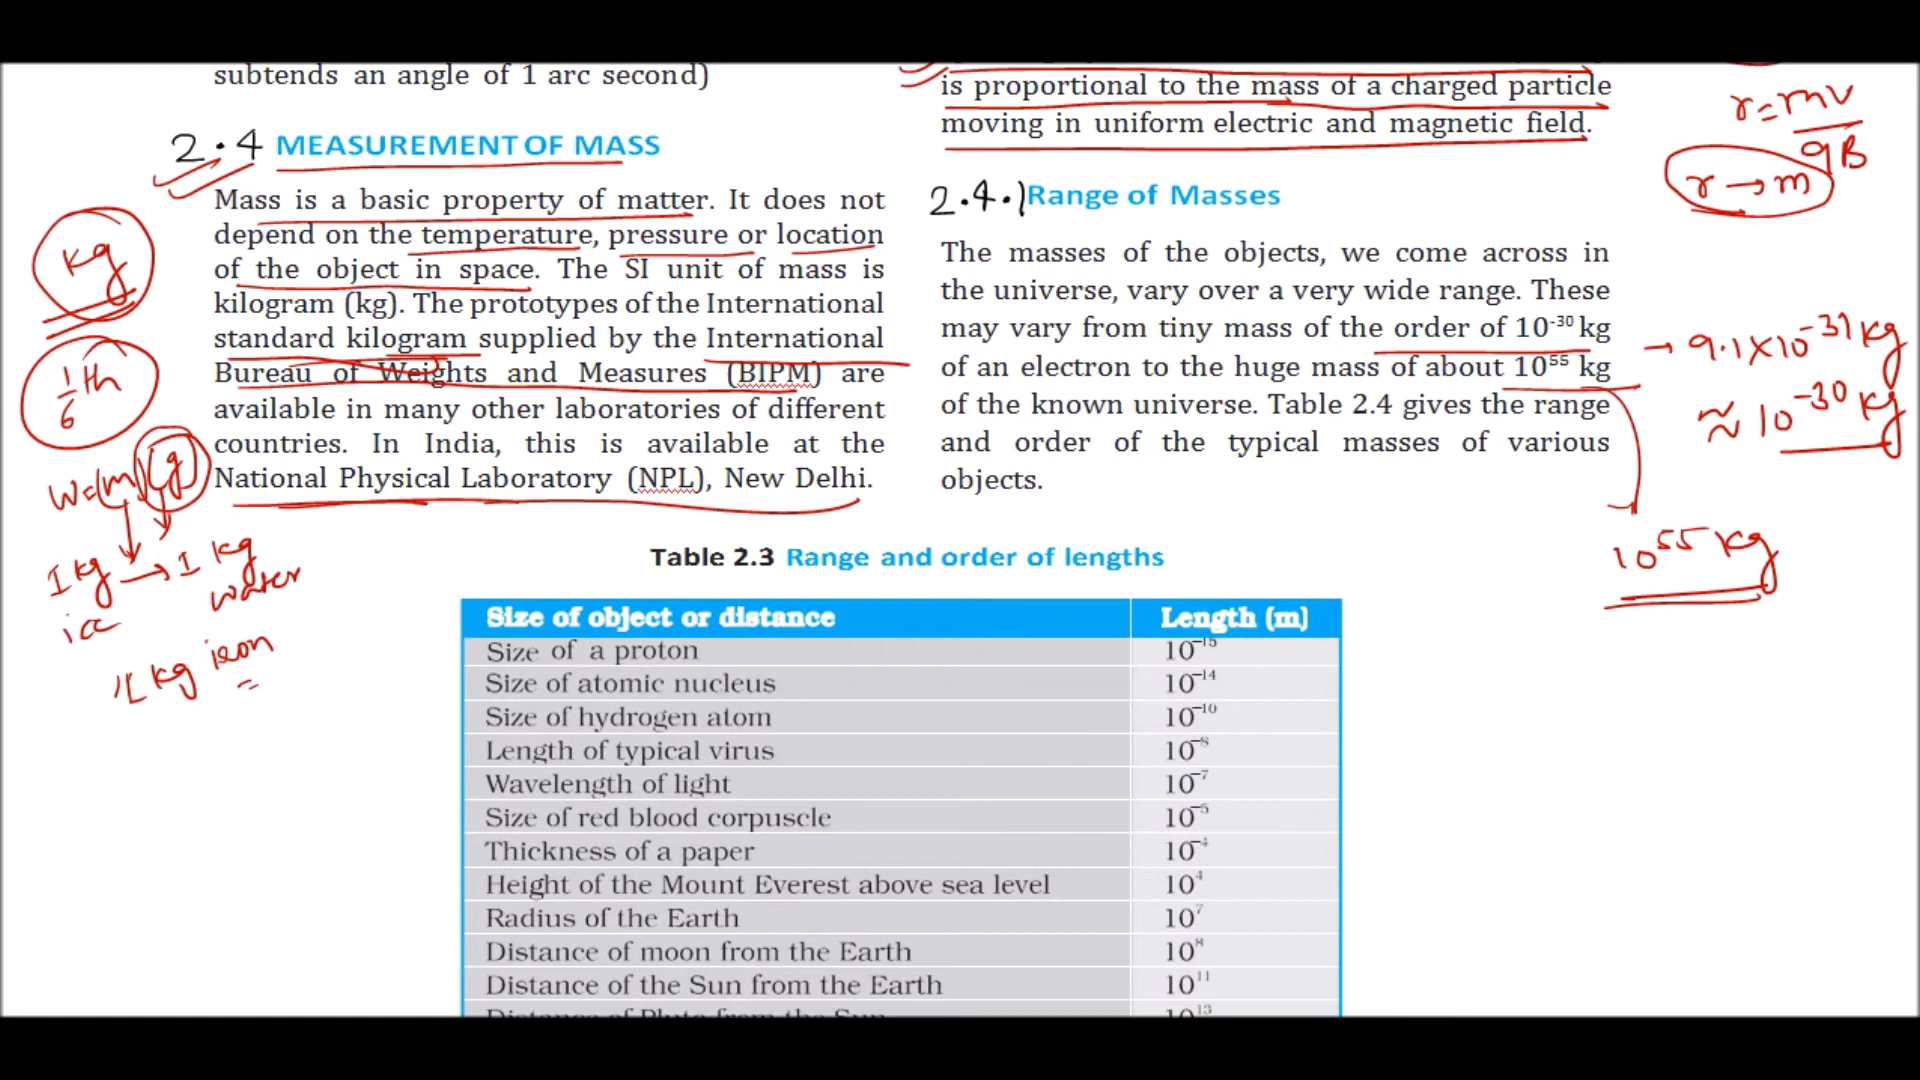 subtends an angle of 1 arc second)
2.4 MEASUREMENT OF MASS
Mass is a basic property of matter. It does not
depend on the temperature, pressure or location
of the object in space. The SI unit of mass is
kilogram (kg). The prototypes of the International
standard kilogram supplied by the International
Bureau of Weights and Measures (BIPM) are
available in many other laboratories of different
countries. In India, this is available at the
National Physical Laboratory (NPL), New Delhi.
kg
1/6 th
W=(m)(g)
1 kg → 1 kg
ice water
1 kg iron
is proportional to the mass of a charged particle
moving in uniform electric and magnetic field.
r = mv/qB
r → m
2.4.1 Range of Masses
The masses of the objects, we come across in
the universe, vary over a very wide range. These
may vary from tiny mass of the order of 10⁻³⁰ kg
of an electron to the huge mass of about 10⁵⁵ kg
of the known universe. Table 2.4 gives the range
and order of the typical masses of various
objects.
→ 9.1×10⁻³¹ kg
≈ 10⁻³⁰ kg
10⁵⁵ kg
Table 2.3 Range and order of lengths
Size of object or distance Length (m)
Size of a proton 10⁻¹⁵
Size of atomic nucleus 10⁻¹⁴
Size of hydrogen atom 10⁻¹⁰
Length of typical virus 10⁻⁸
Wavelength of light 10⁻⁷
Size of red blood corpuscle
Thickness of a paper 10⁻⁴
Height of the Mount Everest above sea level 10⁴
Radius of the Earth 10⁷
Distance of moon from the Earth 10⁸
Distance of the Sun from the Earth 10¹¹
Distance of Pluto from the Sun 10¹³